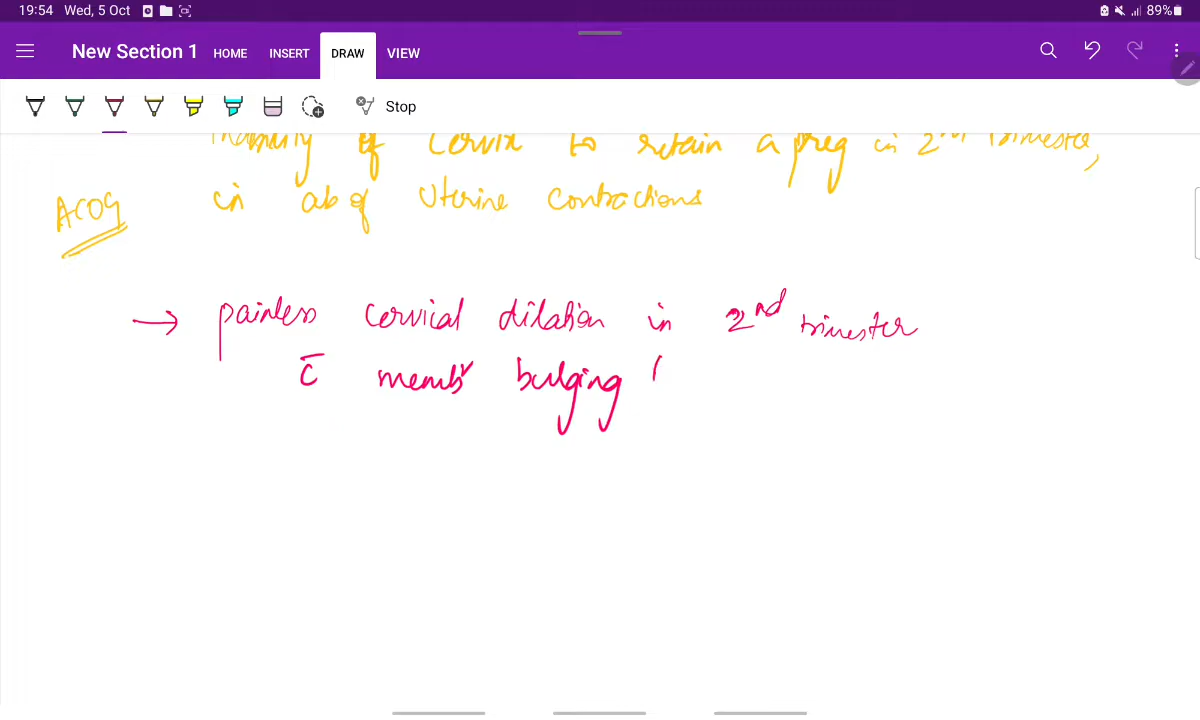 19:54 Wed, 5 Oct 89%
New Section 1 HOME INSERT DRAW VIEW
Stop
inability of cervix to retain a preg in 2nd trimester,
ACOG in ab of uterine contractions
→ painless cervical dilation in 2nd trimester
c̄ membr bulging (